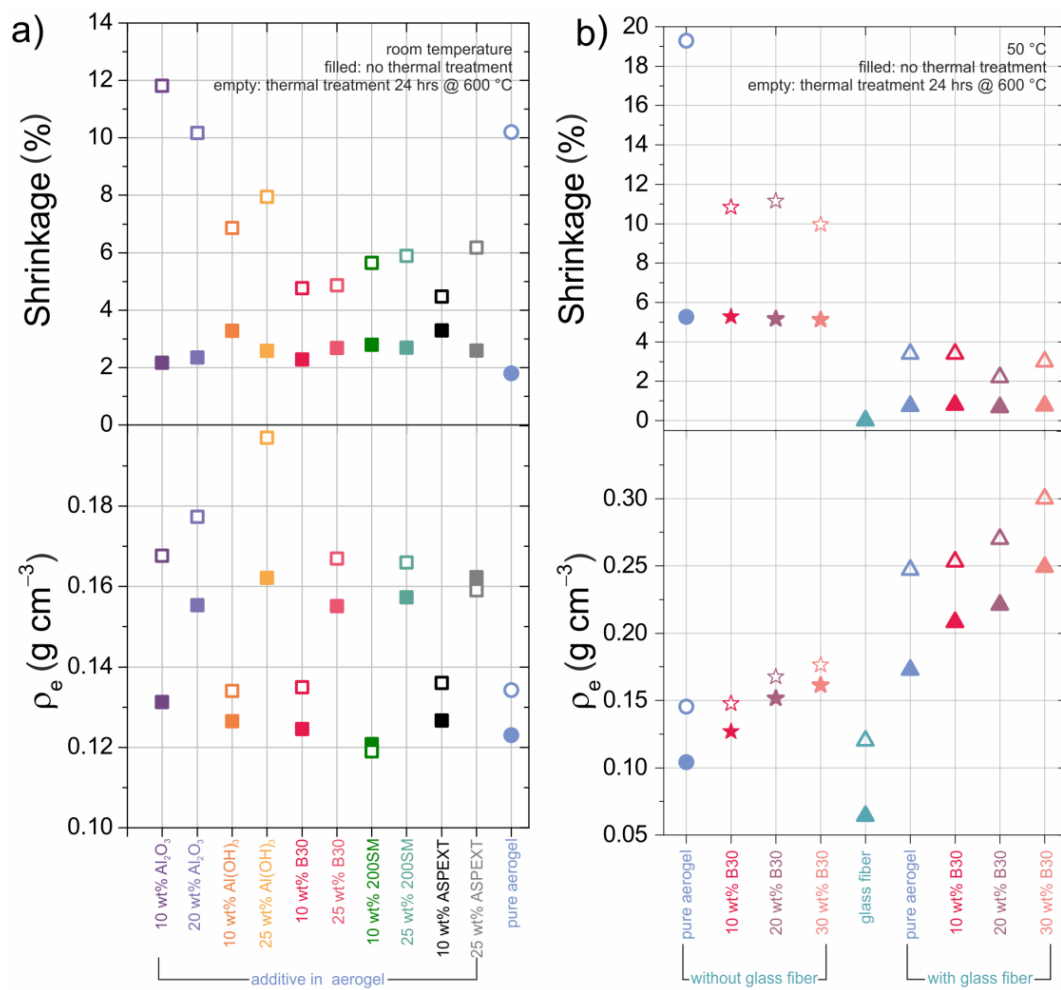 a)
room temperature
filled: no thermal treatment
empty: thermal treatment 24 hrs @ 600 °C
Shrinkage (%)
14
12
10
8
6
4
2
0
ρe (g cm⁻³)
0.18
0.16
0.14
0.12
0.10
10 wt% Al₂O₃
20 wt% Al₂O₃
10 wt% Al(OH)₃
25 wt% Al(OH)₃
10 wt% B30
25 wt% B30
10 wt% 200SM
25 wt% 200SM
10 wt% ASPEXT
25 wt% ASPEXT
pure aerogel
additive in aerogel
b)
50 °C
filled: no thermal treatment
empty: thermal treatment 24 hrs @ 600 °C
Shrinkage (%)
20
18
16
14
12
10
8
6
4
2
0
ρe (g cm⁻³)
0.30
0.25
0.20
0.15
0.10
0.05
pure aerogel
10 wt% B30
20 wt% B30
30 wt% B30
glass fiber
pure aerogel
10 wt% B30
20 wt% B30
30 wt% B30
without glass fiber
with glass fiber